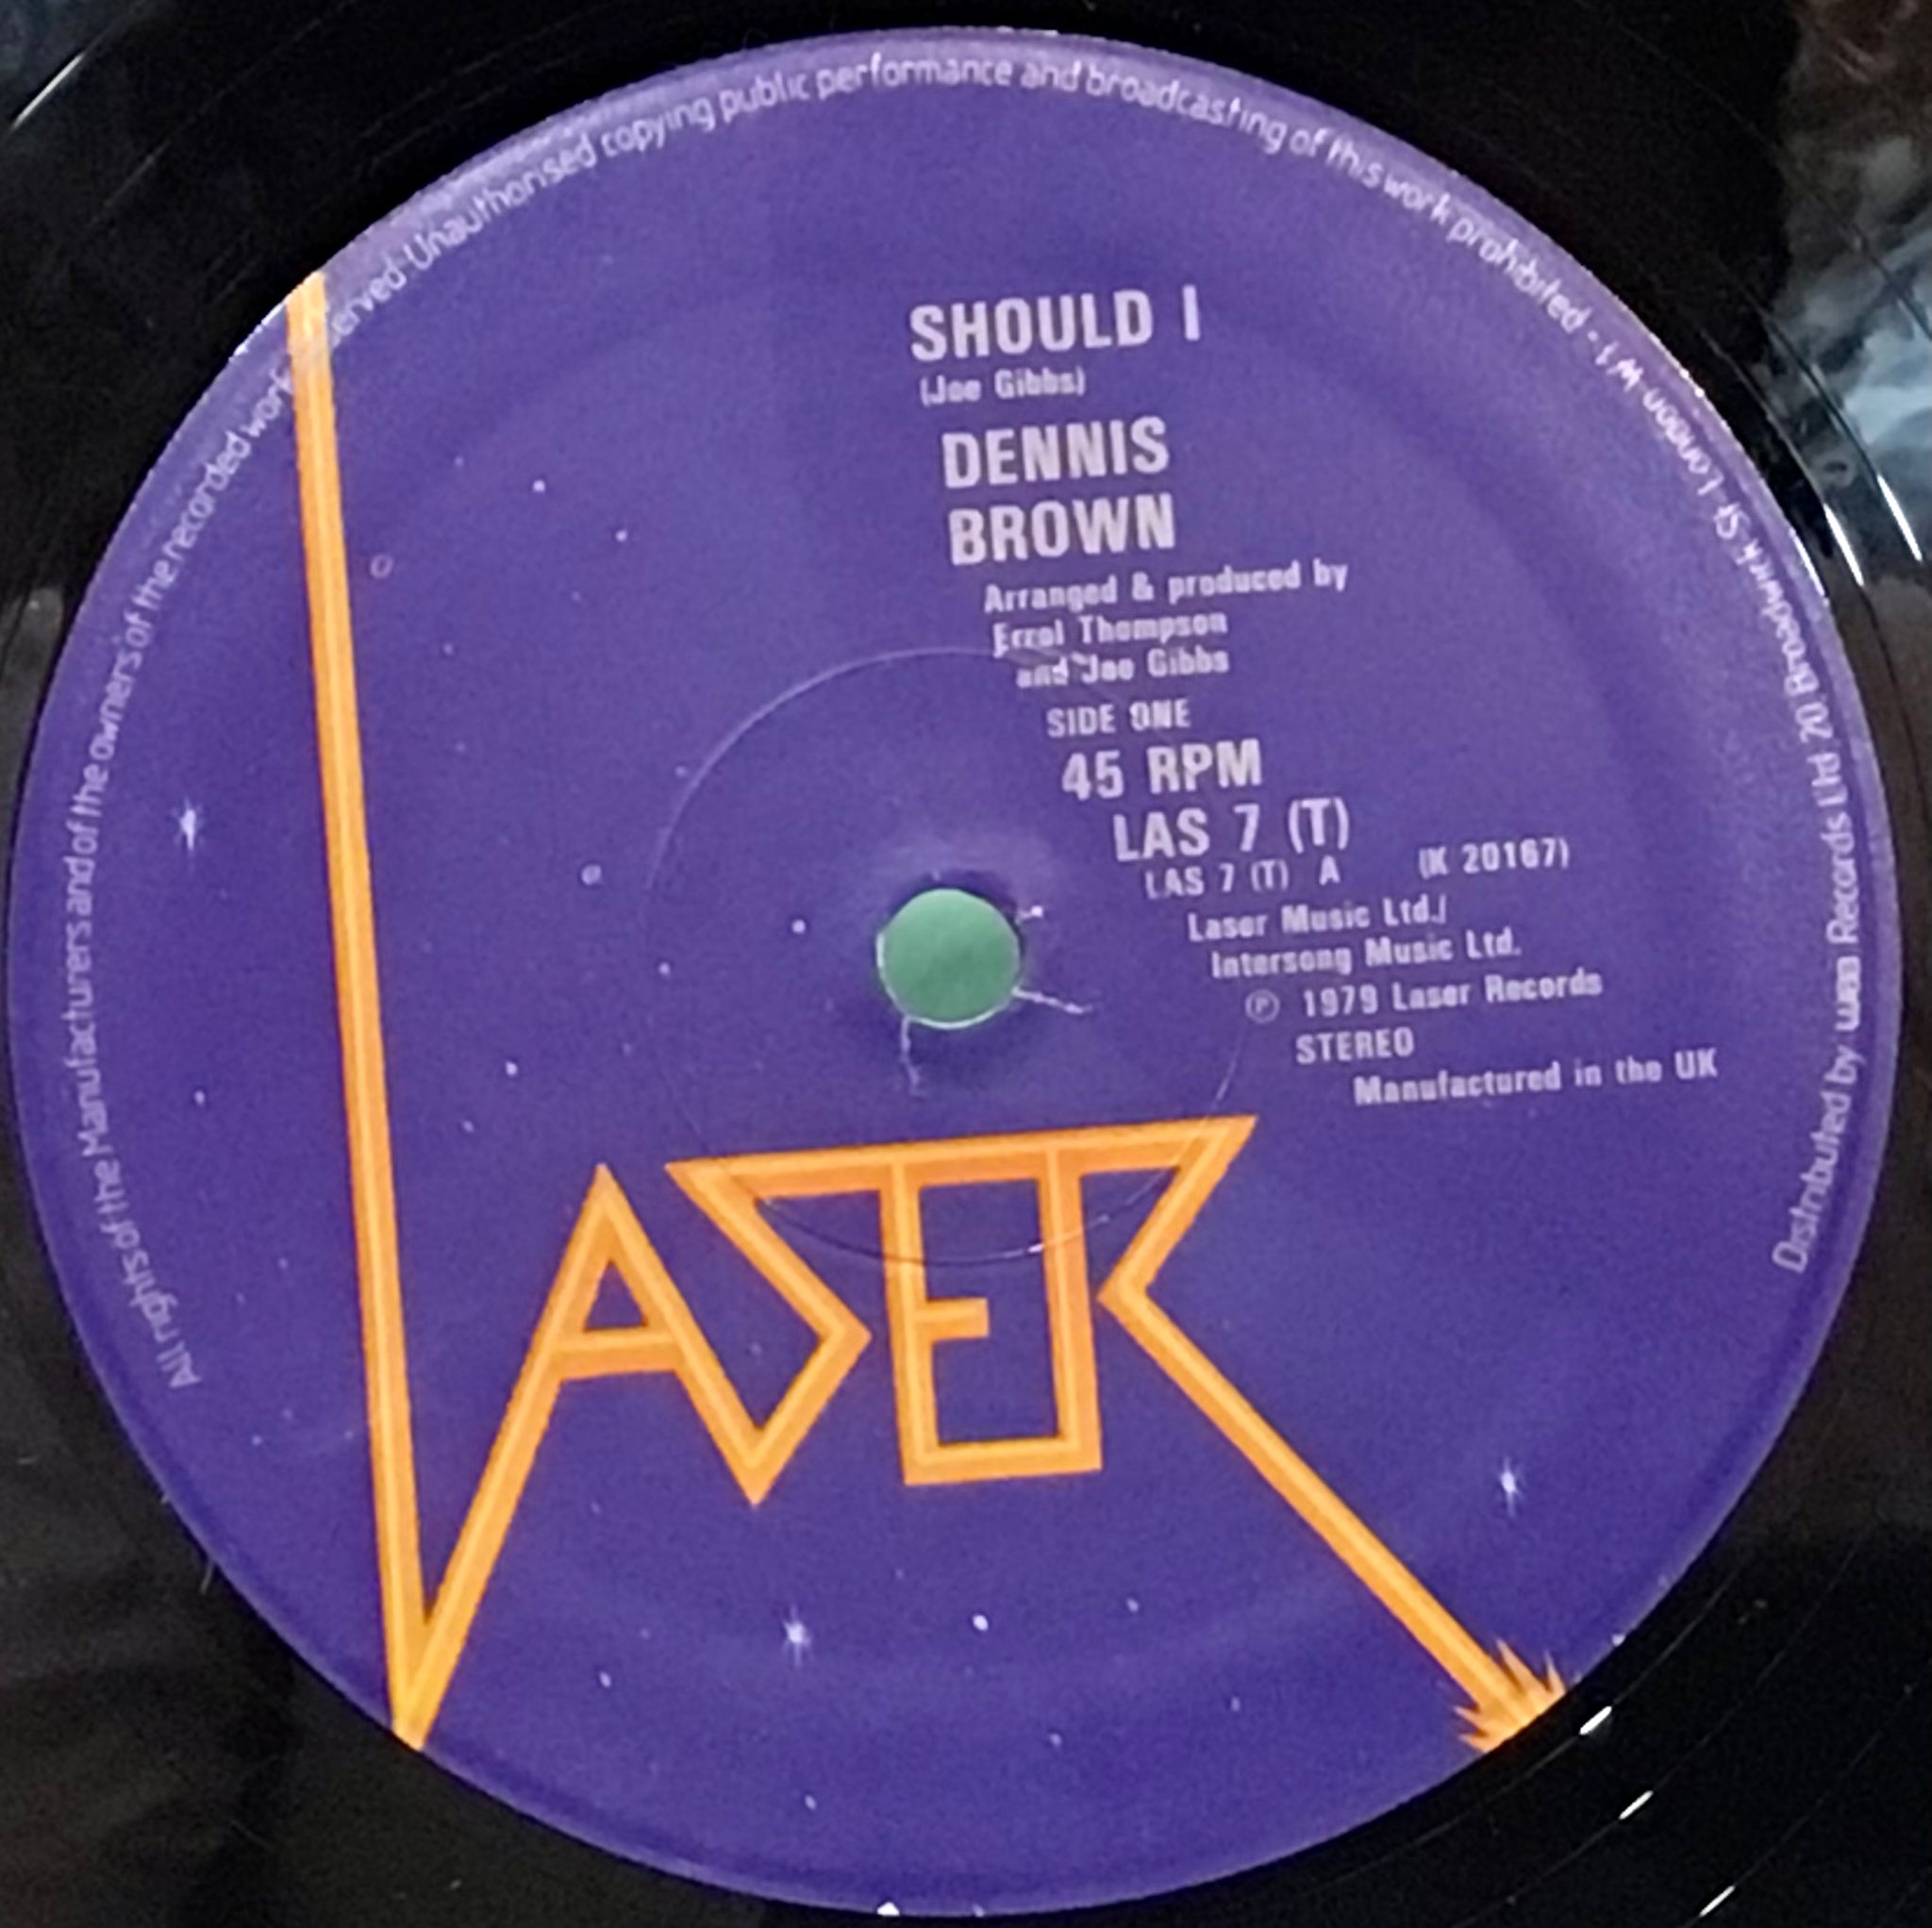 SHOULD I
(Joe Gibbs)
DENNIS
BROWN
Arranged & produced by
Errol Thompson
and Joe Gibbs
SIDE ONE
45 RPM
LAS 7 (T)
LAS 7 (T) A (K 20167)
Laser Music Ltd./
Intersong Music Ltd.
℗ 1979 Laser Records
STEREO
Manufactured in the UK
LASER
All rights of the Manufacturers and of the owners of the recorded work served-Unauthorised copying public performance and broadcasting of this work prohibited - Distributed by wea Records Ltd 20 Broadwick St London W1